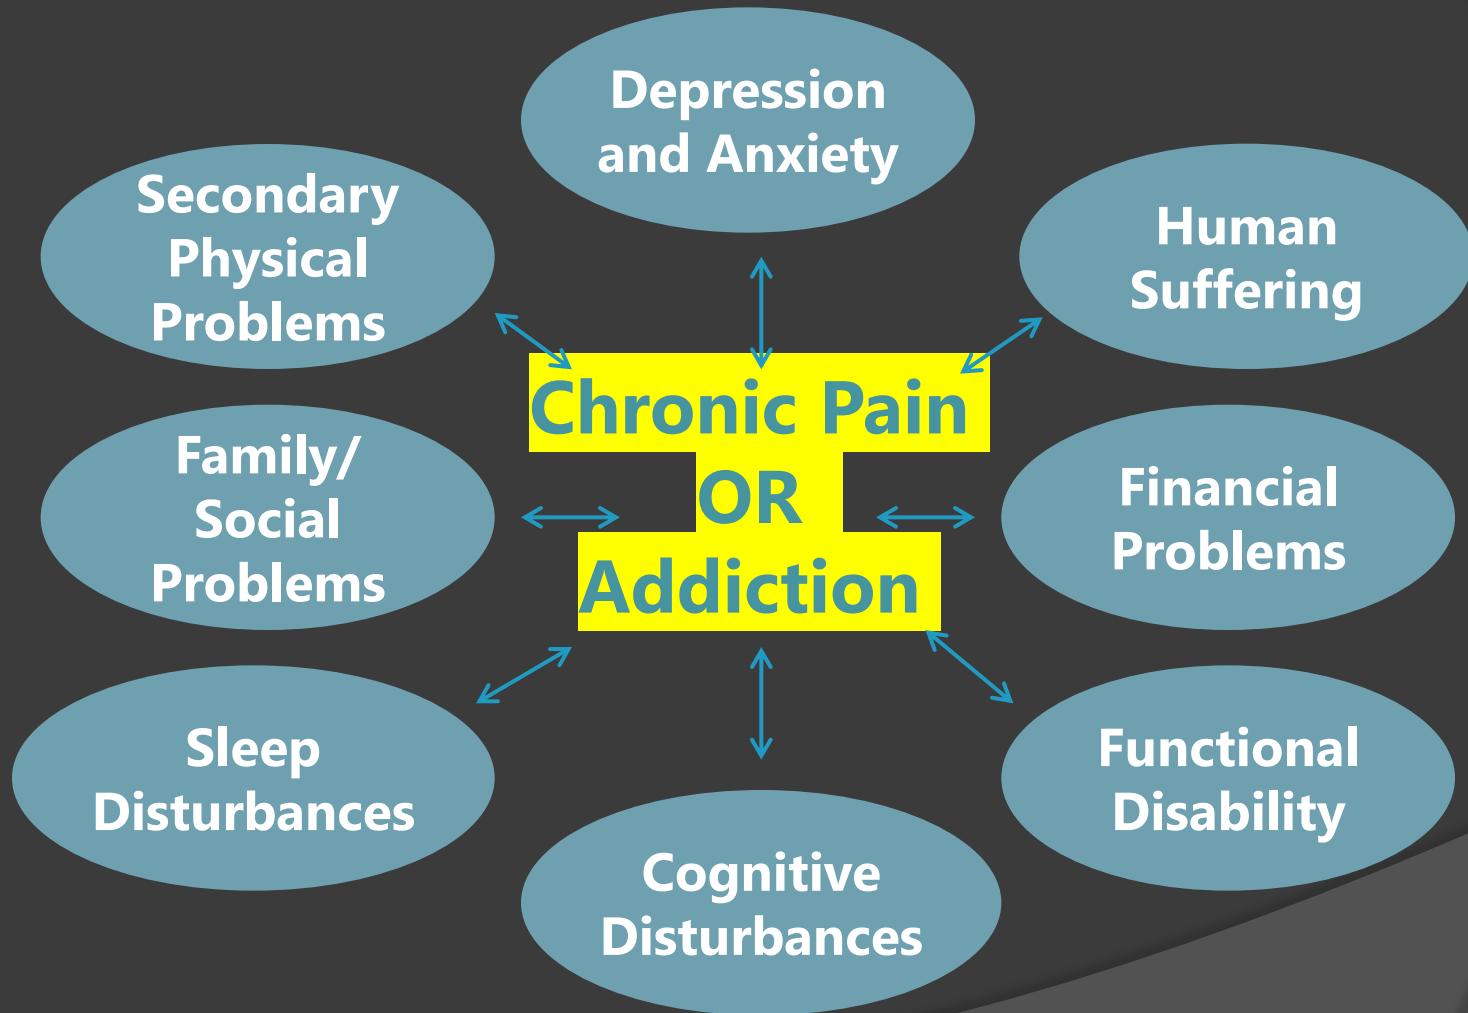 Depression
and Anxiety
Secondary
Physical
Problems
Human
Suffering
Chronic Pain
OR
Addiction
Family/
Social
Problems
Financial
Problems
Sleep
Disturbances
Functional
Disability
Cognitive
Disturbances